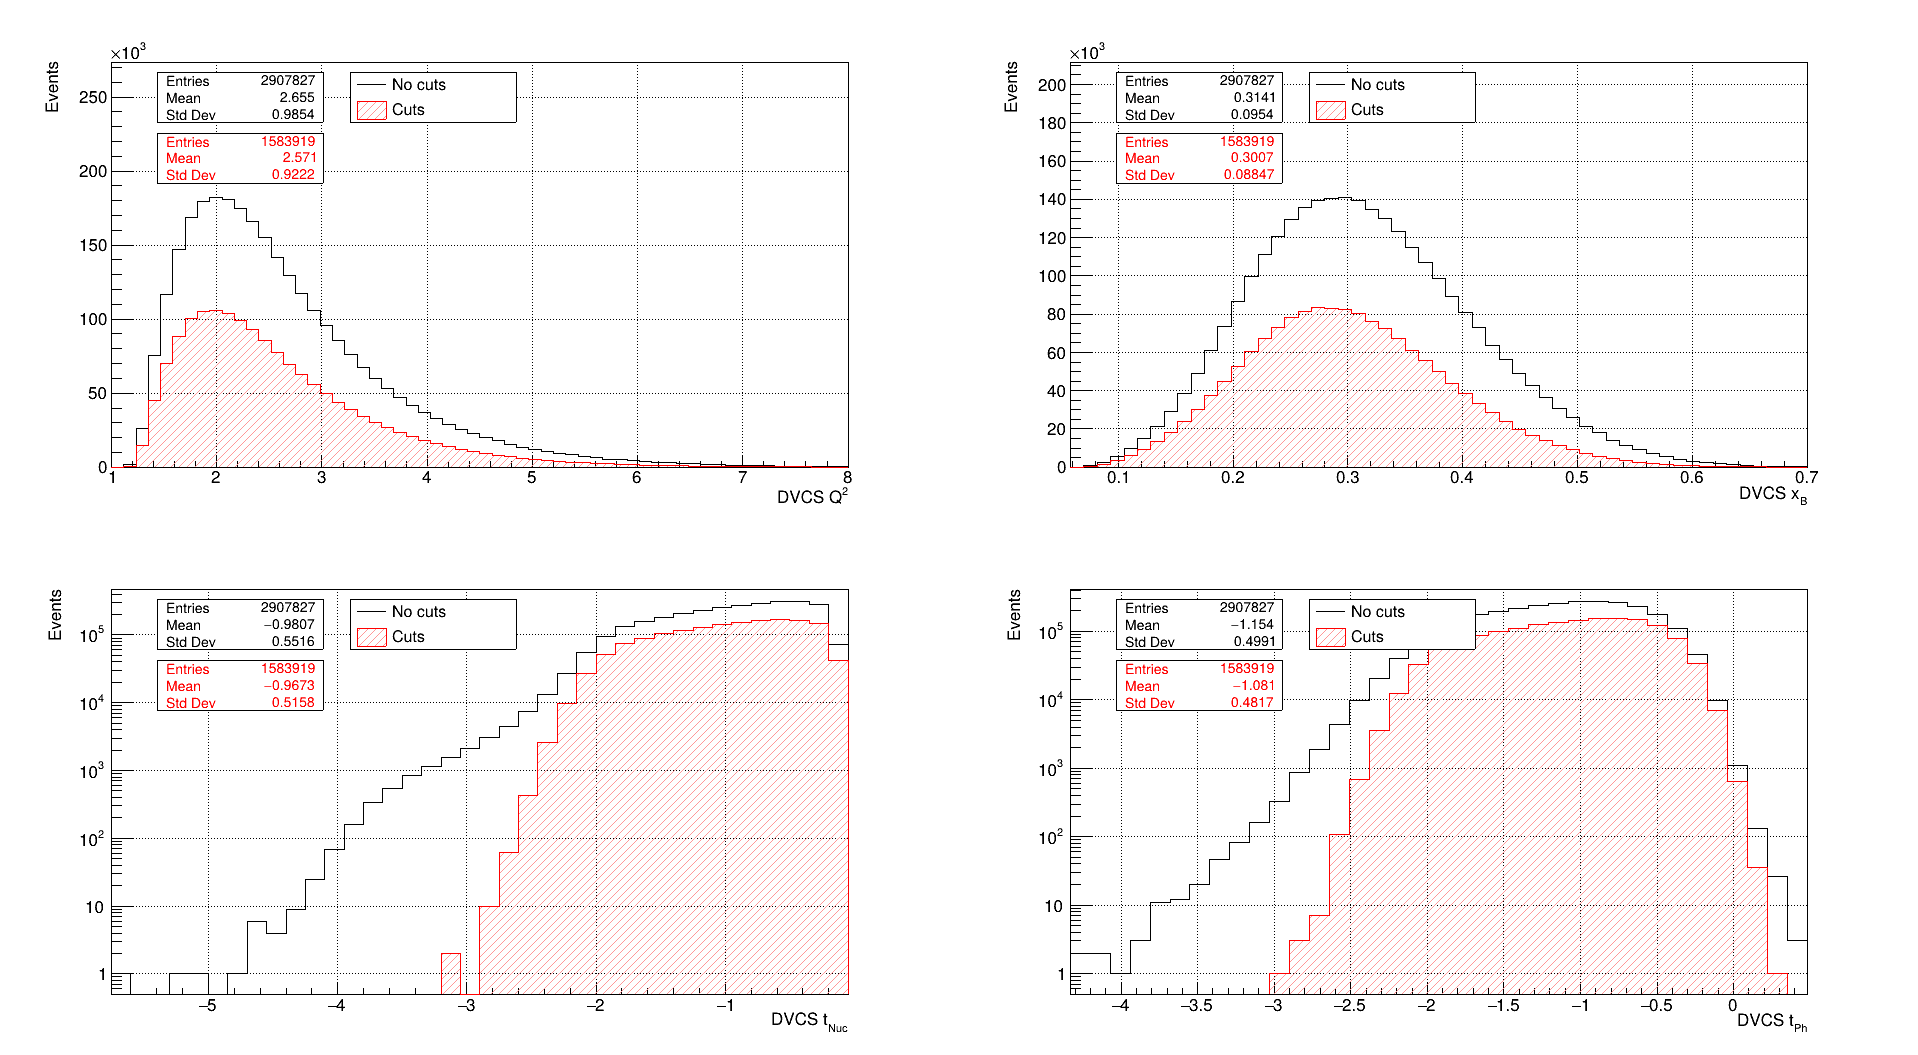 ×10³
Events
Entries 2907827
Mean 2.655
Std Dev 0.9854
Entries 1583919
Mean 2.571
Std Dev 0.9222
No cuts
Cuts
250
200
150
100
50
0
1 2 3 4 5 6 7 8
DVCS Q²
×10³
Events
Entries 2907827
Mean 0.3141
Std Dev 0.0954
Entries 1583919
Mean 0.3007
Std Dev 0.08847
No cuts
Cuts
200
180
160
140
120
100
80
60
40
20
0
0.1 0.2 0.3 0.4 0.5 0.6 0.7
DVCS x_B
Events
Entries 2907827
Mean −0.9807
Std Dev 0.5516
Entries 1583919
Mean −0.9673
Std Dev 0.5158
No cuts
Cuts
10⁵
10⁴
10³
10²
10
1
−5 −4 −3 −2 −1
DVCS t_Nuc
Events
Entries 2907827
Mean −1.154
Std Dev 0.4991
Entries 1583919
Mean −1.081
Std Dev 0.4817
No cuts
Cuts
10⁵
10⁴
10³
10²
10
1
−4 −3.5 −3 −2.5 −2 −1.5 −1 −0.5 0
DVCS t_Ph